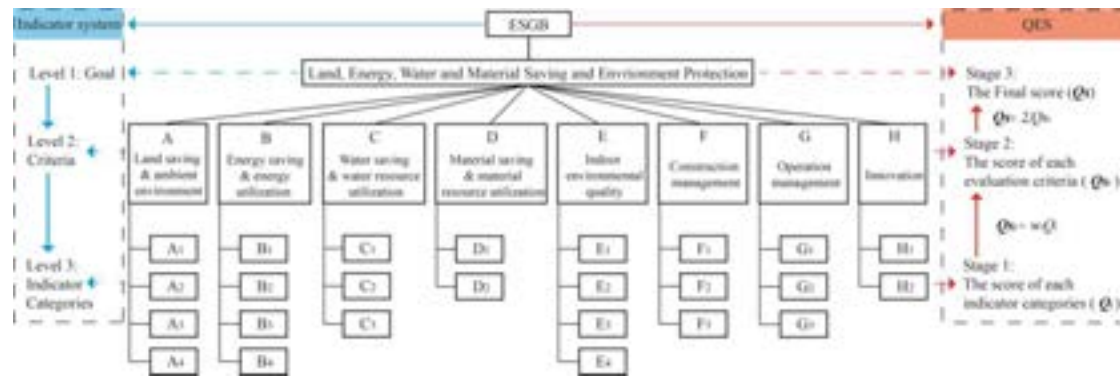 Indicator system
ESGB
QES
Level 1: Goal
Land, Energy, Water and Material Saving and Envrionment Protection
Stage 3:
The Final score (Qs)
Level 2:
Criteria
A
Land saving
& ambient
environment
B
Energy saving
& energy
utilization
C
Water saving
& water resource
utilization
D
Material saving
& material
resource utilization
E
Indoor
environmental
quality
F
Construction
management
G
Operation
management
H
Innovation
Stage 2:
The score of each
evaluation criteria (
Level 3:
Indicator
Categories
A1
B1
C1
D1
E1
F1
G1
H1
A2
B2
C2
D2
E2
F2
G2
H2
A3
B3
C3
E3
F3
G3
A4
B4
E4
Stage 1:
The score of each
indicator categories (